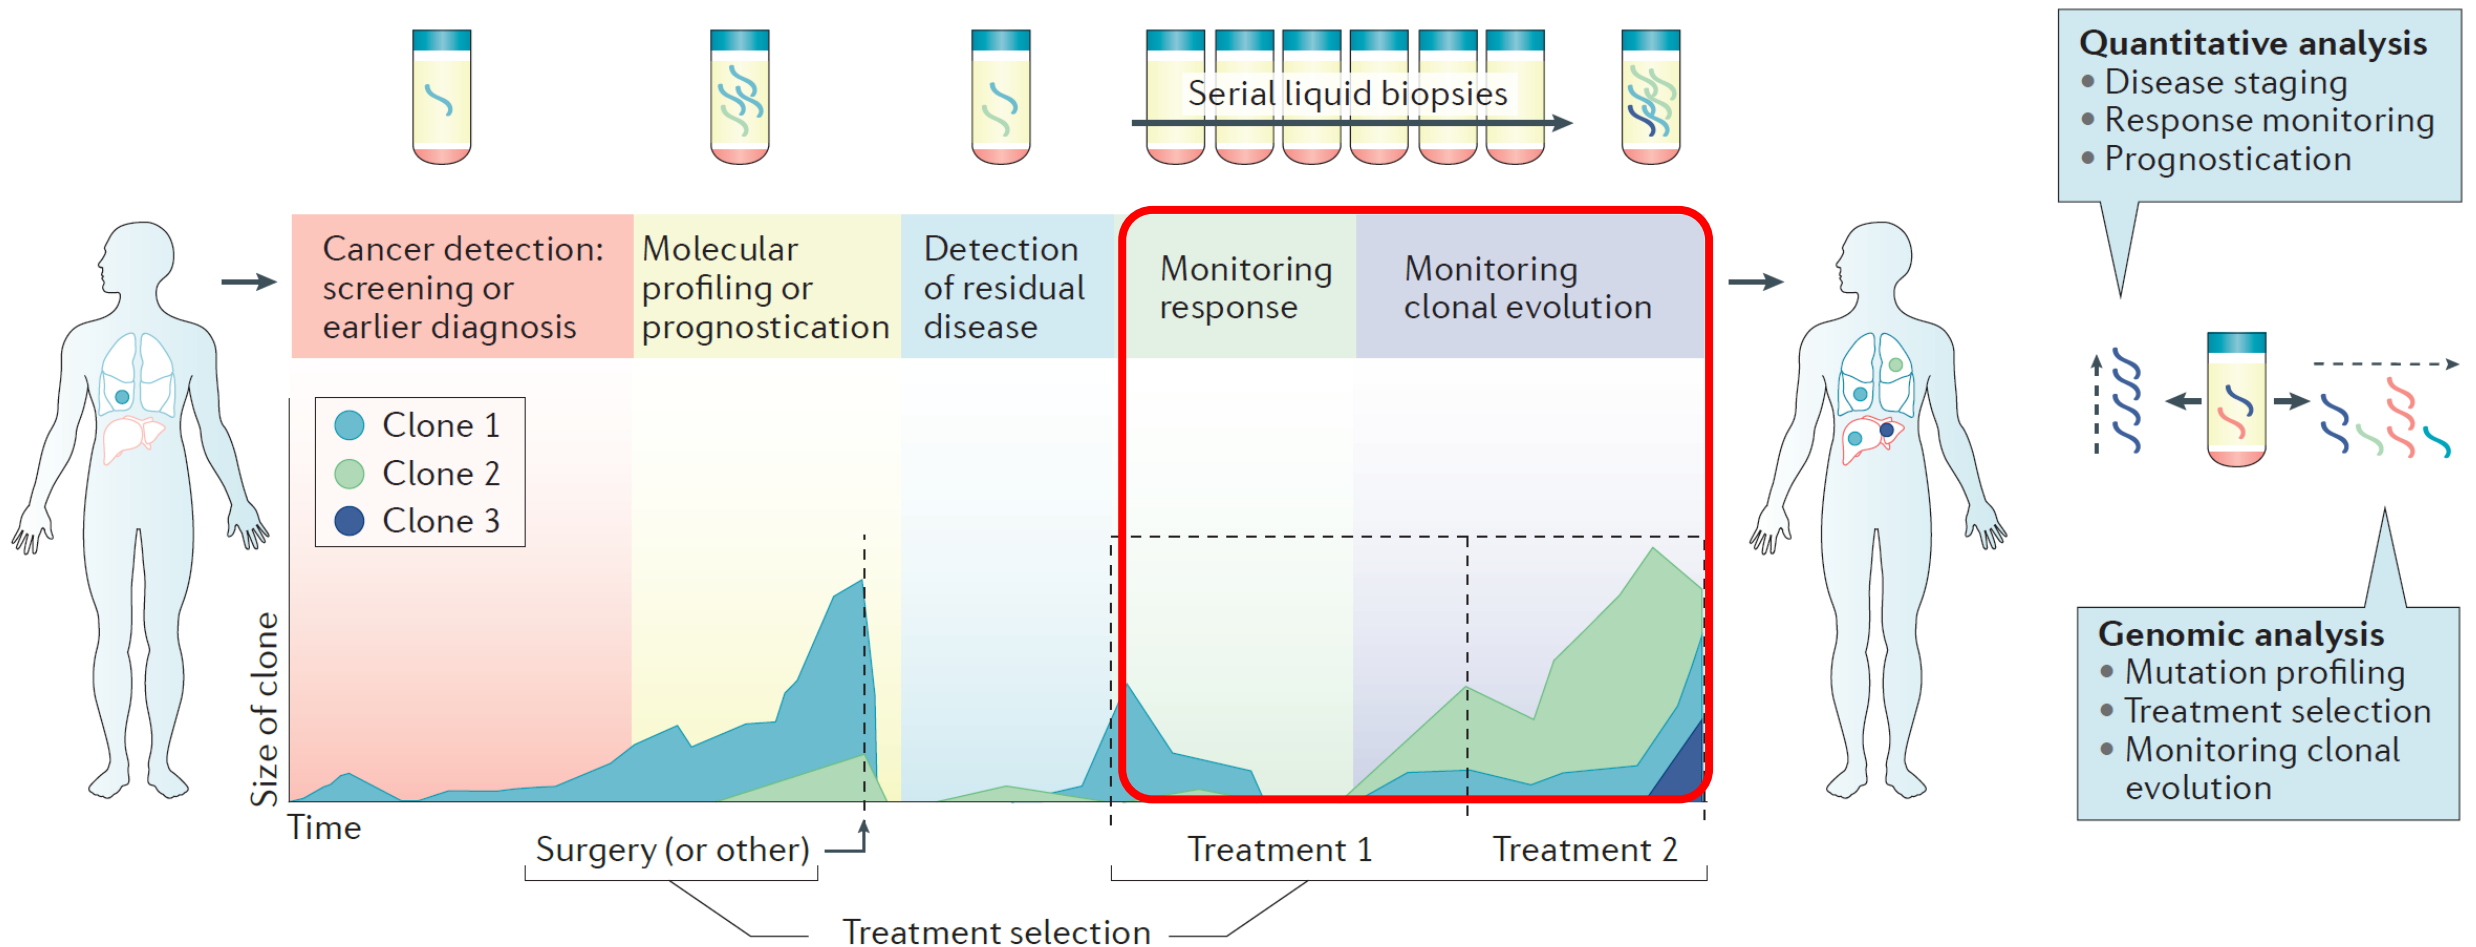 Serial liquid biopsies
Quantitative analysis
• Disease staging
• Response monitoring
• Prognostication
Cancer detection:
screening or
earlier diagnosis
Molecular
profiling or
prognostication
Detection
of residual
disease
Monitoring
response
Monitoring
clonal evolution
Clone 1
Clone 2
Clone 3
Size of clone
Time
Surgery (or other)
Treatment 1
Treatment 2
Treatment selection
Genomic analysis
• Mutation profiling
• Treatment selection
• Monitoring clonal
evolution